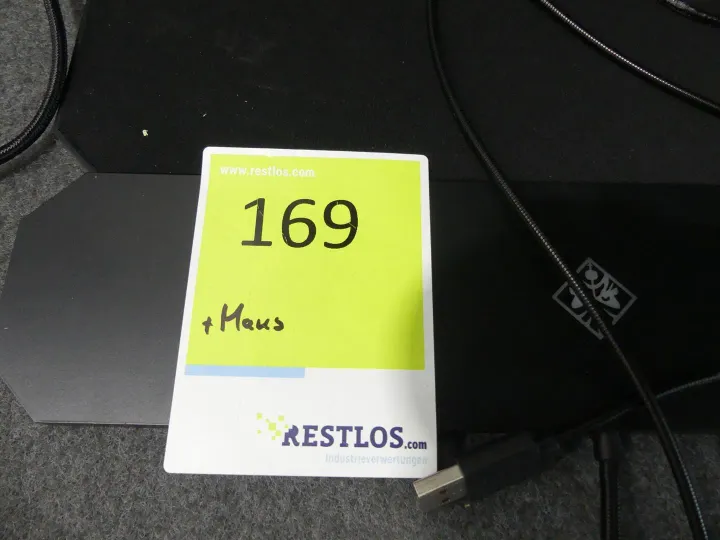 www.restlos.com
169
+ Maus
RESTLOS.com
Industrieverwertungen